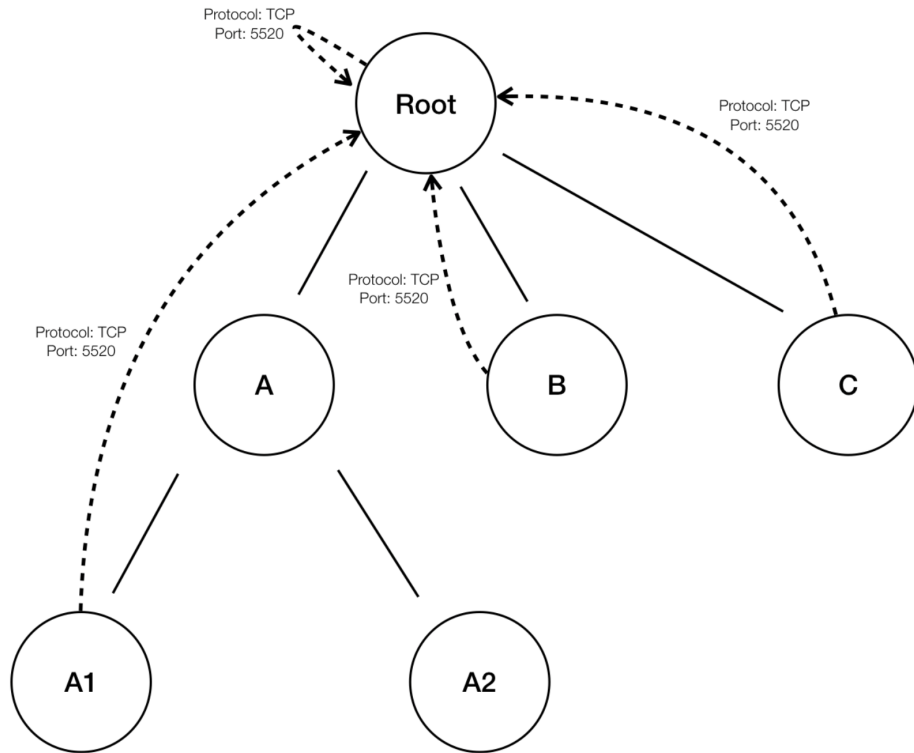 Protocol: TCP
Port: 5520
Root
Protocol: TCP
Port: 5520
Protocol: TCP
Port: 5520
Protocol: TCP
Port: 5520
A
B
C
A1
A2